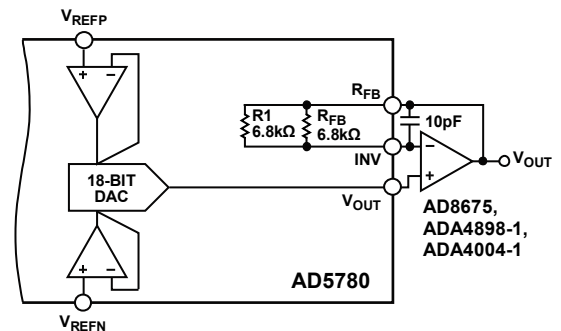 VREFP
RFB
R1
6.8kΩ
RFB
6.8kΩ
10pF
INV
VOUT
18-BIT
DAC
VOUT
AD8675,
ADA4898-1,
ADA4004-1
AD5780
VREFN
+
−
+
−
−
+